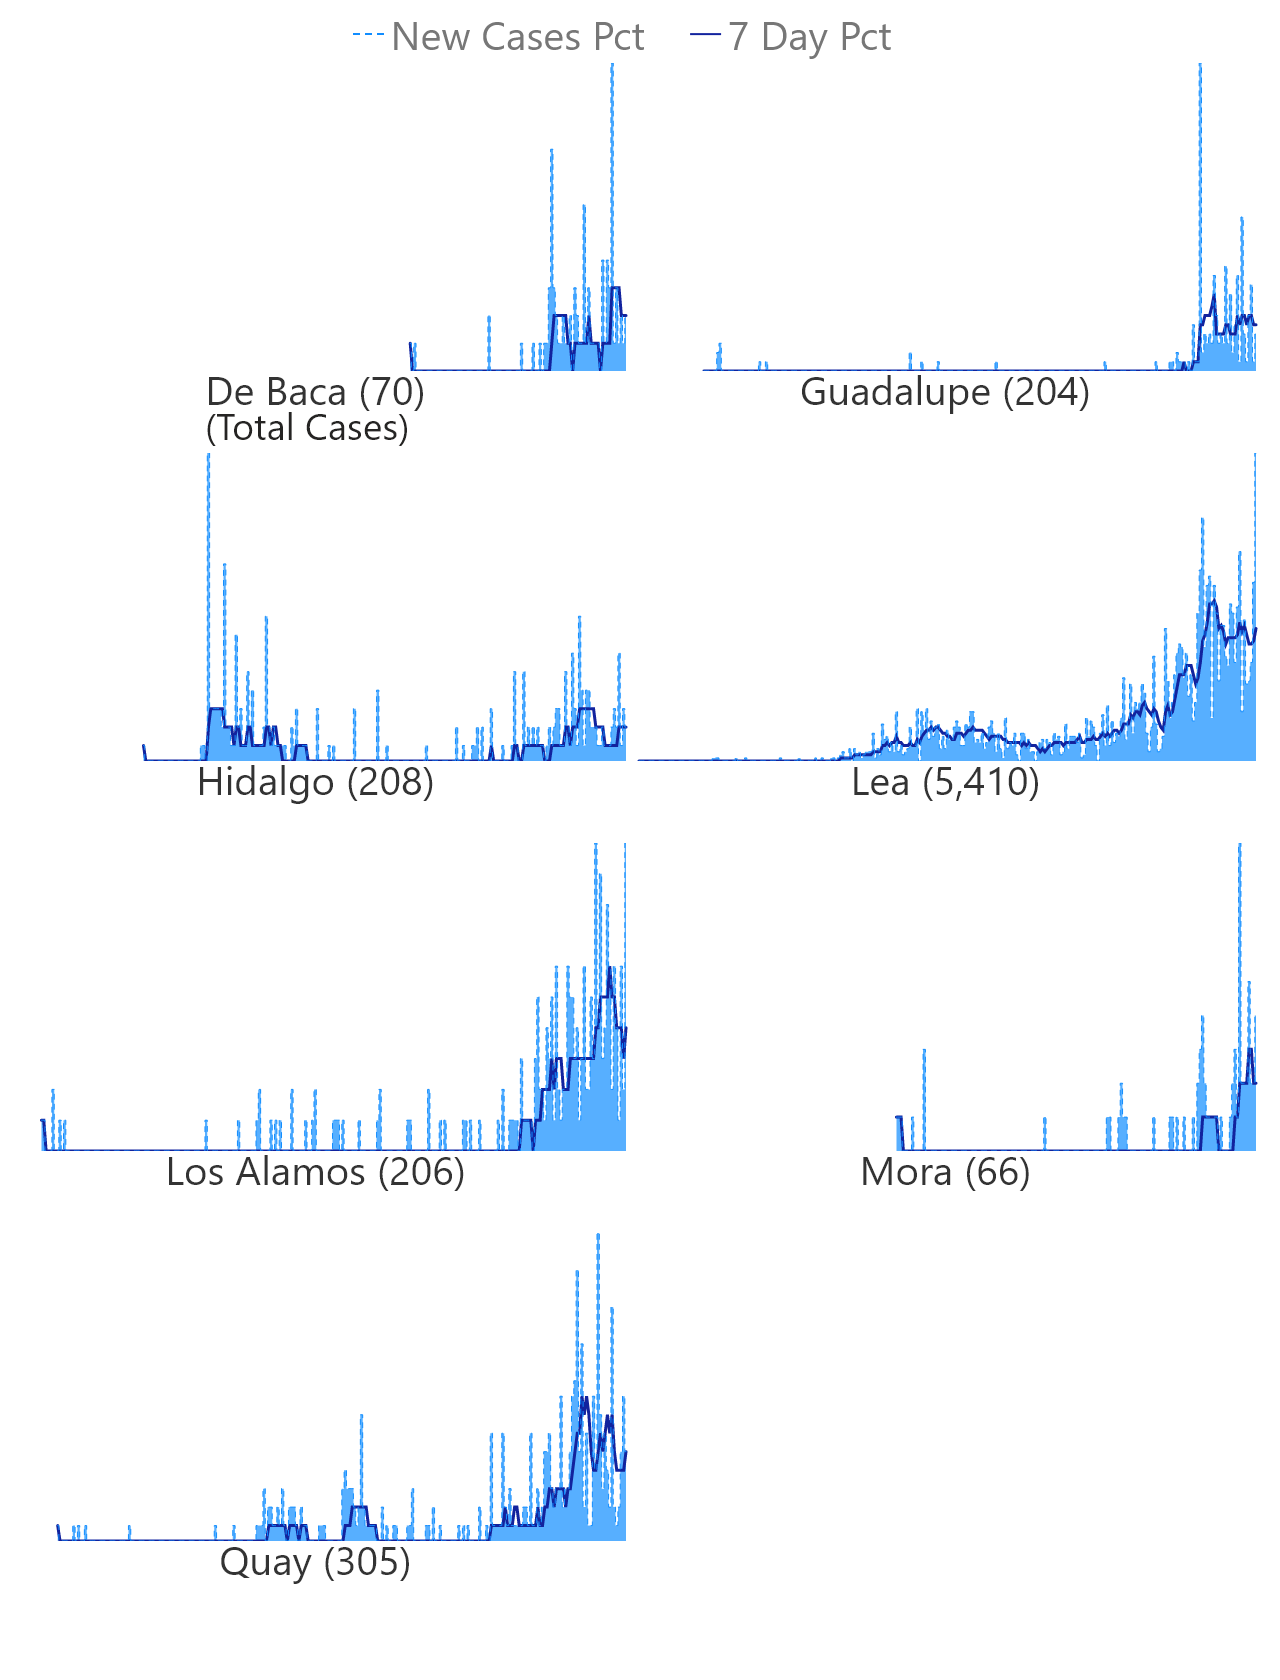 New Cases Pct 7 Day Pct
De Baca (70)
(Total Cases)
Guadalupe (204)
Hidalgo (208)
Lea (5,410)
Los Alamos (206)
Mora (66)
Quay (305)